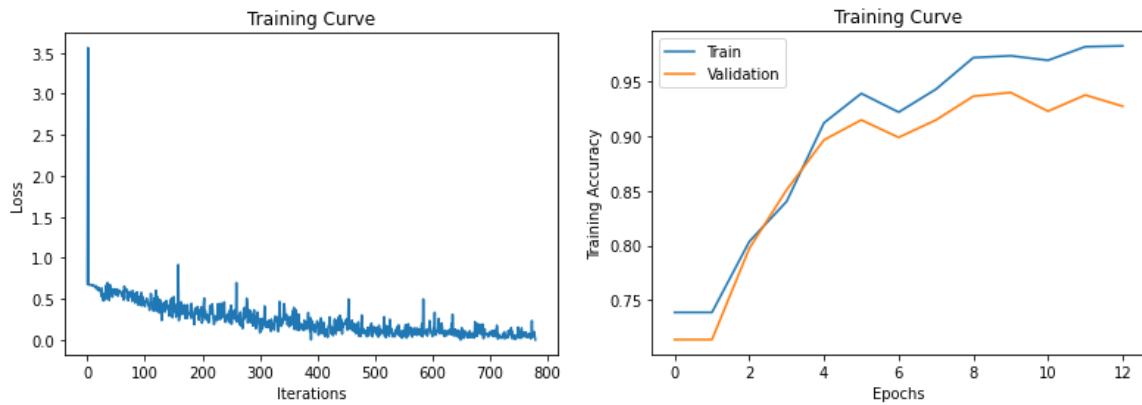 Training Curve
3.5
3.0
2.5
2.0
1.5
1.0
0.5
0.0
Loss
0 100 200 300 400 500 600 700 800
Iterations
Training Curve
Train
Validation
0.95
0.90
0.85
0.80
0.75
Training Accuracy
0 2 4 6 8 10 12
Epochs